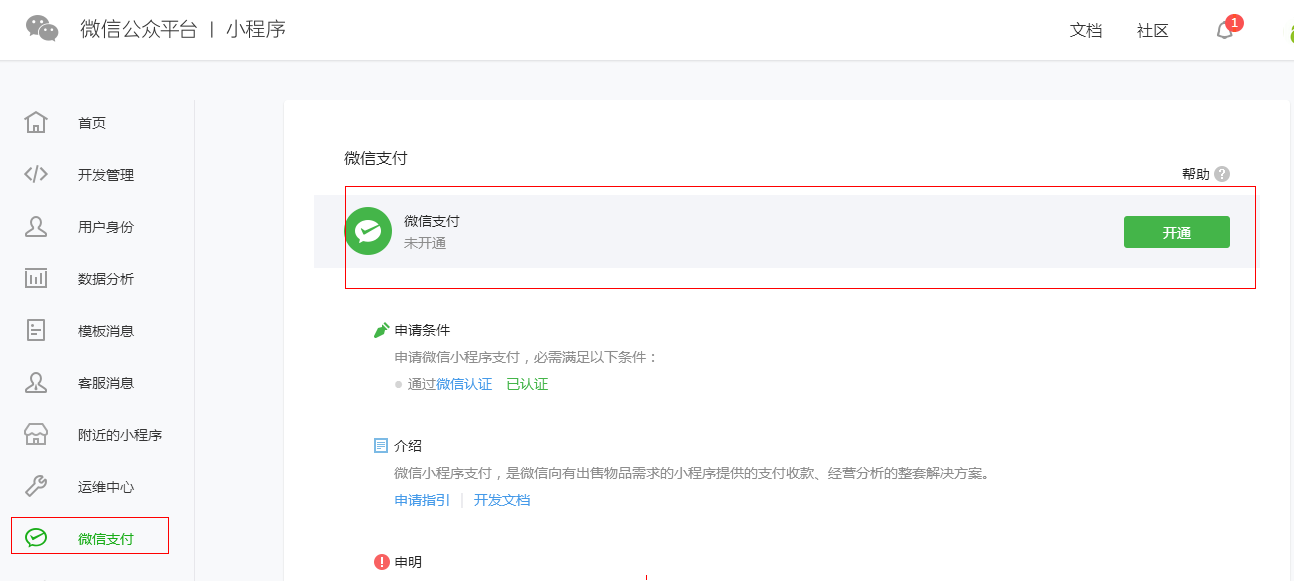 微信公众平台 | 小程序
文档
社区
1
首页
开发管理
用户身份
数据分析
模板消息
客服消息
附近的小程序
运维中心
微信支付
微信支付
帮助 ?
微信支付
未开通
开通
申请条件
申请微信小程序支付，必需满足以下条件：
通过微信认证 已认证
介绍
微信小程序支付，是微信向有出售物品需求的小程序提供的支付收款、经营分析的整套解决方案。
申请指引 | 开发文档
申明